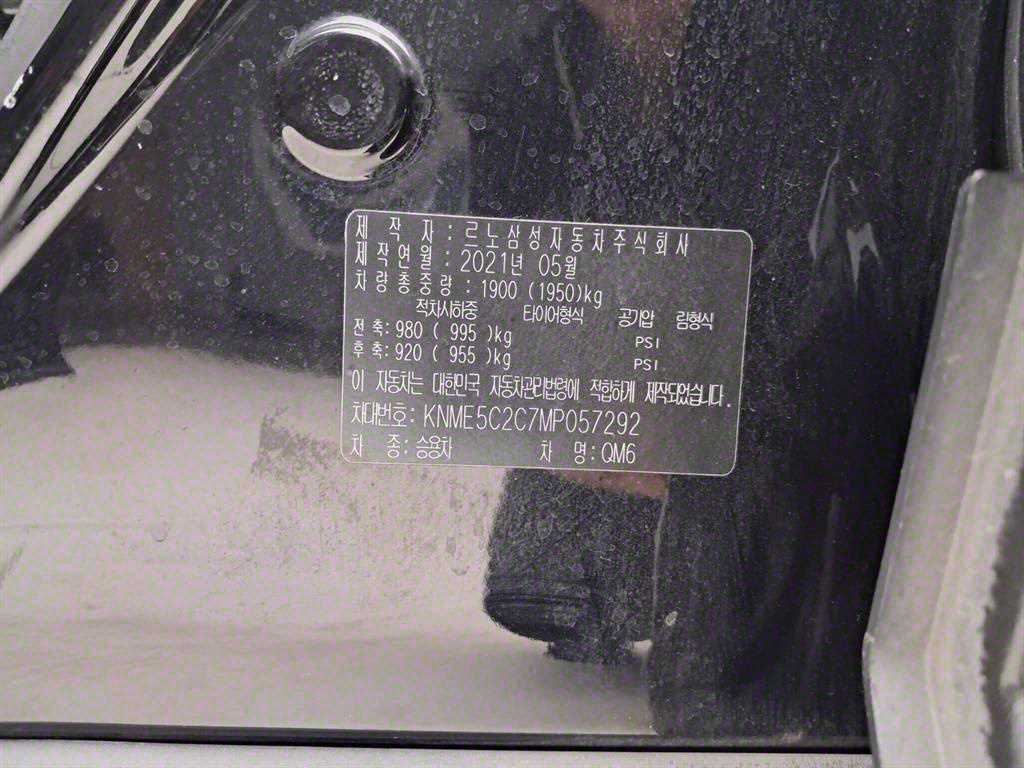 제 작 자 : 르노삼성자동차주식회사
제작연월 : 2021년 05월
차량총중량 : 1900 (1950)kg
적차시하중 타이어형식 공기압 림형식
전축: 980 ( 995 )kg PSI
후축: 920 ( 955 )kg PSI
이 자동차는 대한민국 자동차관리법령에 적합하게 제작되었습니다.
차대번호: KNME5C2C7MP057292
차 종: 승용차 차 명: QM6